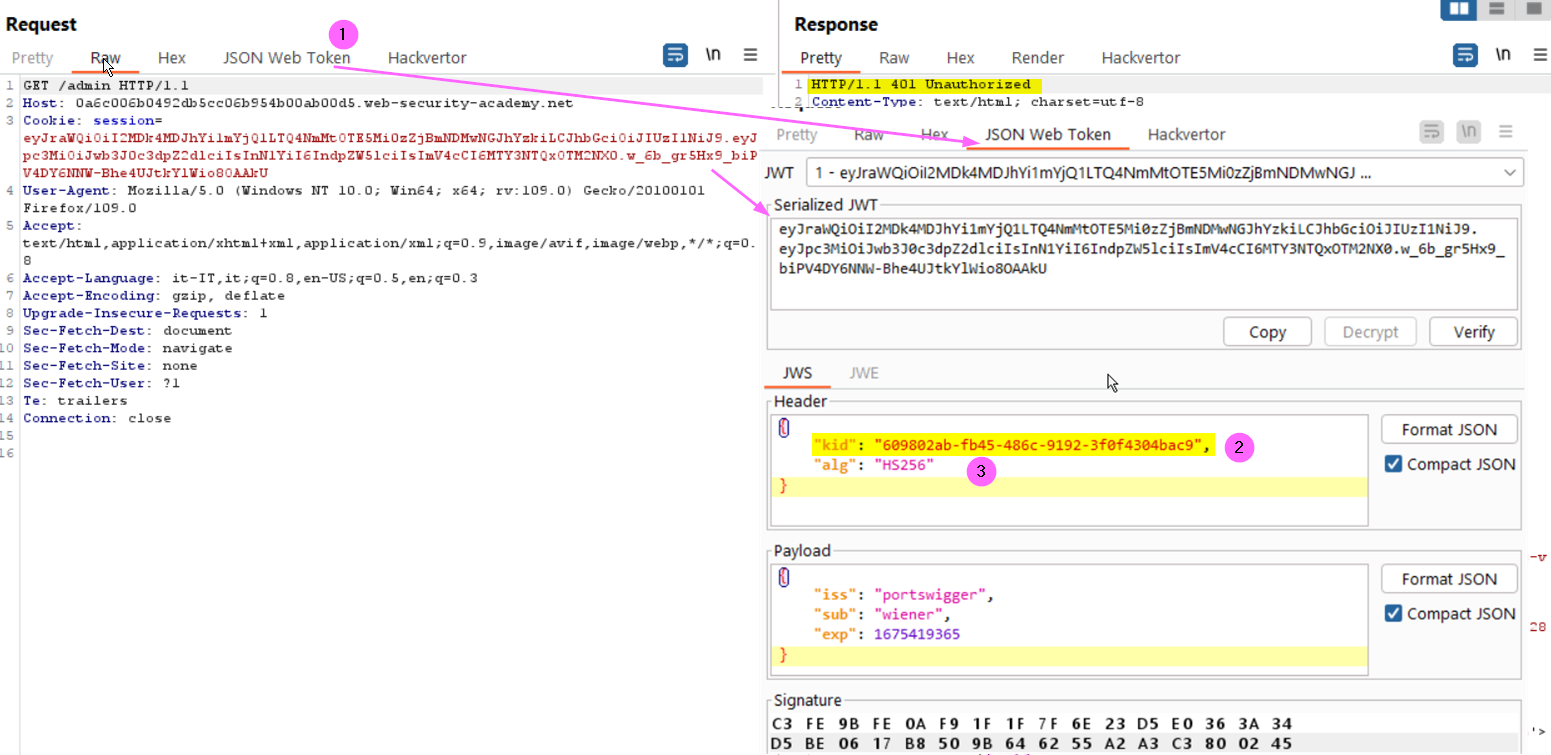 Request
1
Pretty Raw Hex JSON Web Token Hackvertor \n
1 GET /admin HTTP/1.1
2 Host: 0a6c006b0492db5cc06b954b00ab00d5.web-security-academy.net
3 Cookie: session=
eyJraWQiOiI2MDk4MDJhYi1mYjQ1LTQ4NmMtOTE5Mi0zZjBmNDMwNGJhYzkiLCJhbGciOiJIUzI1NiJ9.eyJ
pc3MiOiJwb3J0c3dpZ2dlciIsInN1YiI6IndpZW5lciIsImV4cCI6MTY3NTQxOTM2NX0.w_6b_gr5Hx9_biP
V4DY6NNW-Bhe4UJtkYlWio8OAAkU
4 User-Agent: Mozilla/5.0 (Windows NT 10.0; Win64; x64; rv:109.0) Gecko/20100101
Firefox/109.0
5 Accept:
text/html,application/xhtml+xml,application/xml;q=0.9,image/avif,image/webp,*/*;q=0.
8
6 Accept-Language: it-IT,it;q=0.8,en-US;q=0.5,en;q=0.3
7 Accept-Encoding: gzip, deflate
8 Upgrade-Insecure-Requests: 1
9 Sec-Fetch-Dest: document
10 Sec-Fetch-Mode: navigate
11 Sec-Fetch-Site: none
12 Sec-Fetch-User: ?1
13 Te: trailers
14 Connection: close
15
16
Response
Pretty Raw Hex Render Hackvertor \n
1 HTTP/1.1 401 Unauthorized
2 Content-Type: text/html; charset=utf-8
Pretty Raw Hex JSON Web Token Hackvertor \n
JWT 1 - eyJraWQiOiI2MDk4MDJhYi1mYjQ1LTQ4NmMtOTE5Mi0zZjBmNDMwNGJ ...
Serialized JWT
eyJraWQiOiI2MDk4MDJhYi1mYjQ1LTQ4NmMtOTE5Mi0zZjBmNDMwNGJhYzkiLCJhbGciOiJIUzI1NiJ9.
eyJpc3MiOiJwb3J0c3dpZ2dlciIsInN1YiI6IndpZW5lciIsImV4cCI6MTY3NTQxOTM2NX0.w_6b_gr5Hx9_
biPV4DY6NNW-Bhe4UJtkYlWio8OAAkU
Copy Decrypt Verify
JWS JWE
Header
{
"kid": "609802ab-fb45-486c-9192-3f0f4304bac9", 2
"alg": "HS256" 3
}
Format JSON
Compact JSON
Payload
{
"iss": "portswigger",
"sub": "wiener",
"exp": 1675419365
}
Format JSON
Compact JSON
-v
28
Signature
C3 FE 9B FE 0A F9 1F 1F 7F 6E 23 D5 E0 36 3A 34
D5 BE 06 17 B8 50 9B 64 62 55 A2 A3 C3 80 02 45
'>